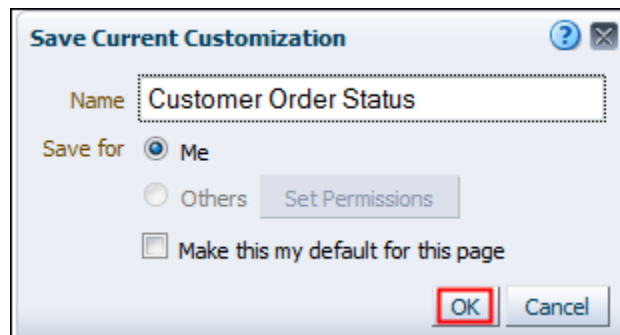 Save Current Customization ?
Name Customer Order Status
Save for Me
Others Set Permissions
Make this my default for this page
OK Cancel